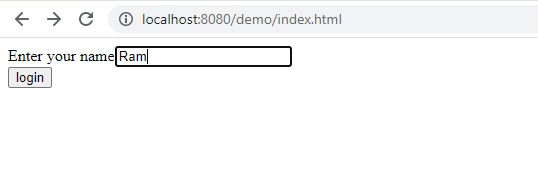 localhost:8080/demo/index.html
Enter your name Ram
login